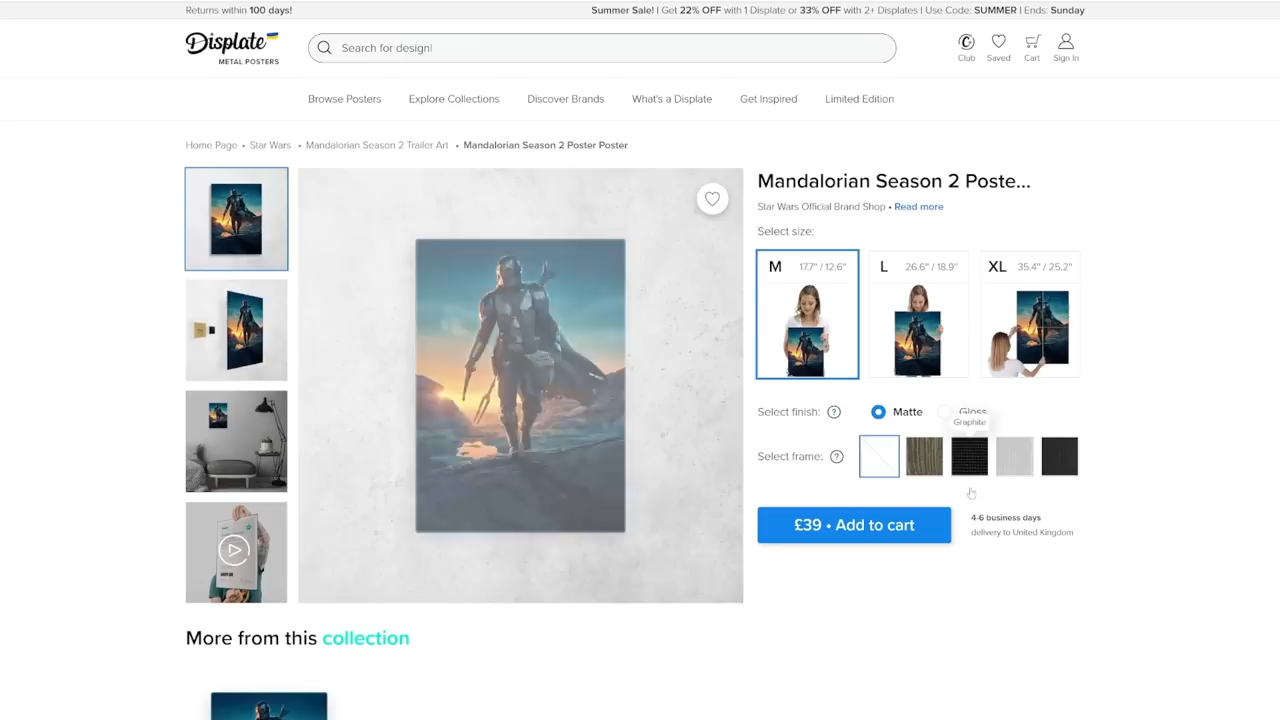 Returns within 100 days!
Summer Sale! | Get 22% OFF with 1 Displate or 33% OFF with 2+ Displates | Use Code: SUMMER | Ends: Sunday
Displate
METAL POSTERS
Search for design
Club
Saved
Cart
Sign In
Browse Posters
Explore Collections
Discover Brands
What's a Displate
Get Inspired
Limited Edition
Home Page • Star Wars • Mandalorian Season 2 Trailer Art • Mandalorian Season 2 Poster Poster
Mandalorian Season 2 Poste...
Star Wars Official Brand Shop • Read more
Select size:
M 17.7" / 12.6"
L 26.6" / 18.9"
XL 35.4" / 25.2"
Select finish: ? Matte Gloss
Graphite
Select frame: ?
£39 • Add to cart
4-6 business days
delivery to United Kingdom
More from this collection